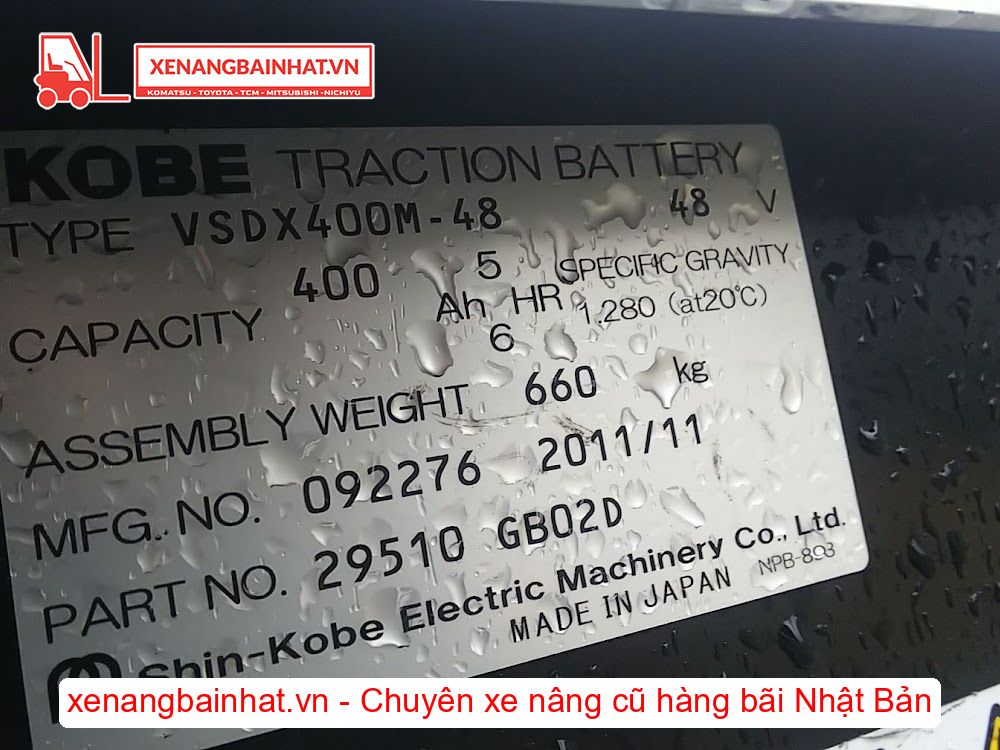 XENANGBAINHAT.VN
KOMATSU - TOYOTA - TCM - MITSUBISHI - NICHIYU
KOBE TRACTION BATTERY
TYPE VSDX400M-48 48 V
CAPACITY 400 Ah 5 HR SPECIFIC GRAVITY
6 1.280 (at20°C)
ASSEMBLY WEIGHT 660 kg
MFG. NO. 092276 2011/11
PART NO. 29510 GB02D
Shin-Kobe Electric Machinery Co., Ltd.
MADE IN JAPAN NPB-893
xenangbainhat.vn - Chuyên xe nâng cũ hàng bãi Nhật Bản